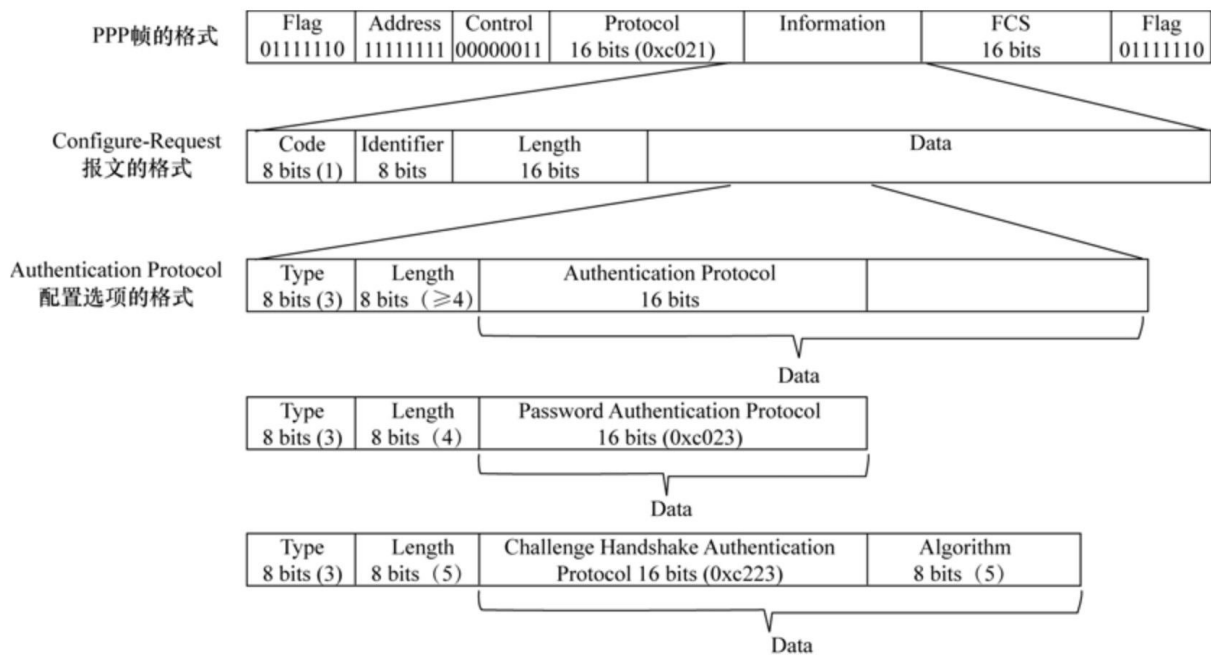 PPP帧的格式
Flag Address Control Protocol Information FCS Flag
01111110 11111111 00000011 16 bits (0xc021) 16 bits 01111110
Configure-Request
报文的格式
Code Identifier Length Data
8 bits (1) 8 bits 16 bits
Authentication Protocol
配置选项的格式
Type Length Authentication Protocol
8 bits (3) 8 bits（≥4） 16 bits
Data
Type Length Password Authentication Protocol
8 bits (3) 8 bits（4） 16 bits (0xc023)
Data
Type Length Challenge Handshake Authentication Algorithm
8 bits (3) 8 bits（5） Protocol 16 bits (0xc223) 8 bits（5）
Data